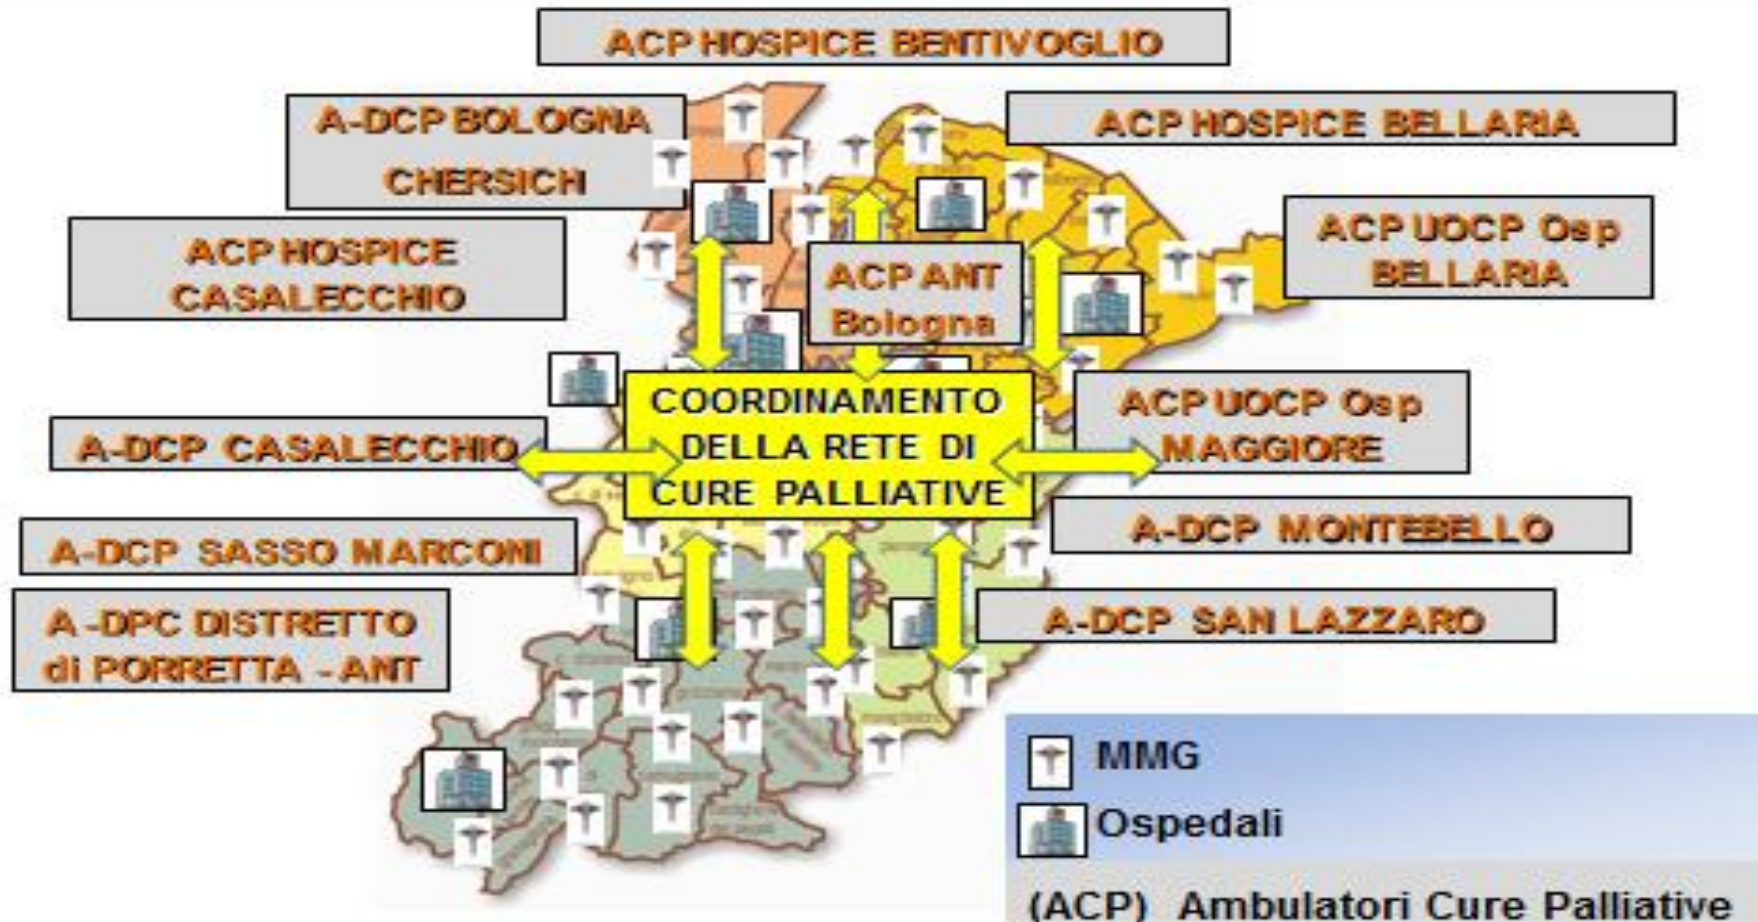 ACP HOSPICE BENTIVOGLIO
A-DCP BOLOGNA
CHERSICH
ACP HOSPICE BELLARIA
ACP HOSPICE
CASALECCHIO
ACP ANT
Bologna
ACP UOCP Osp
BELLARIA
COORDINAMENTO
DELLA RETE DI
CURE PALLIATIVE
ACP UOCP Osp
MAGGIORE
A-DCP CASALECCHIO
A-DCP SASSO MARCONI
A-DCP MONTEBELLO
A-DPC DISTRETTO
di PORRETTA - ANT
A-DCP SAN LAZZARO
MMG
Ospedali
(ACP) Ambulatori Cure Palliative